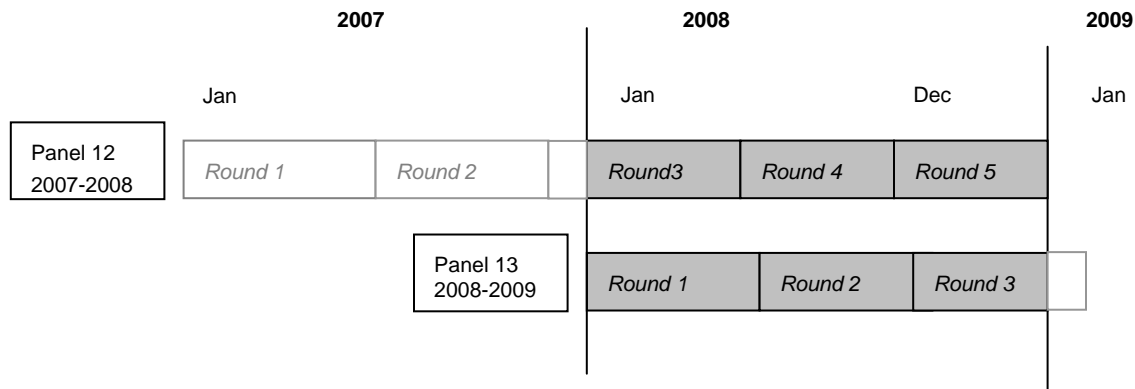 2007
2008
2009
Jan
Jan
Dec
Jan
Panel 12
2007-2008
Round 1
Round 2
Round3
Round 4
Round 5
Panel 13
2008-2009
Round 1
Round 2
Round 3